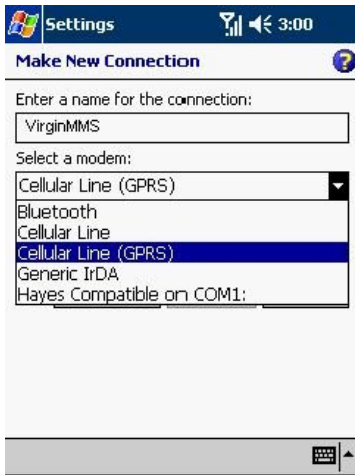 Settings 3:00
Make New Connection
Enter a name for the connection:
VirginMMS
Select a modem:
Cellular Line (GPRS)
Bluetooth
Cellular Line
Cellular Line (GPRS)
Generic IrDA
Hayes Compatible on COM1: